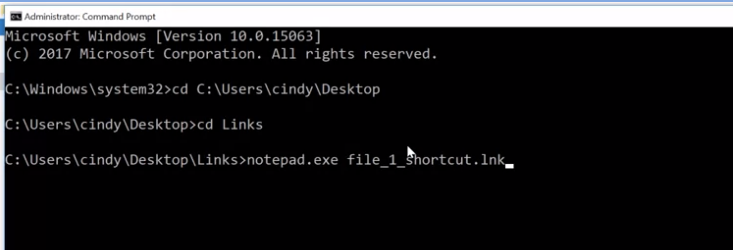 Administrator: Command Prompt
Microsoft Windows [Version 10.0.15063]
(c) 2017 Microsoft Corporation. All rights reserved.
C:\Windows\system32>cd C:\Users\cindy\Desktop
C:\Users\cindy\Desktop>cd Links
C:\Users\cindy\Desktop\Links>notepad.exe file_1_shortcut.lnk